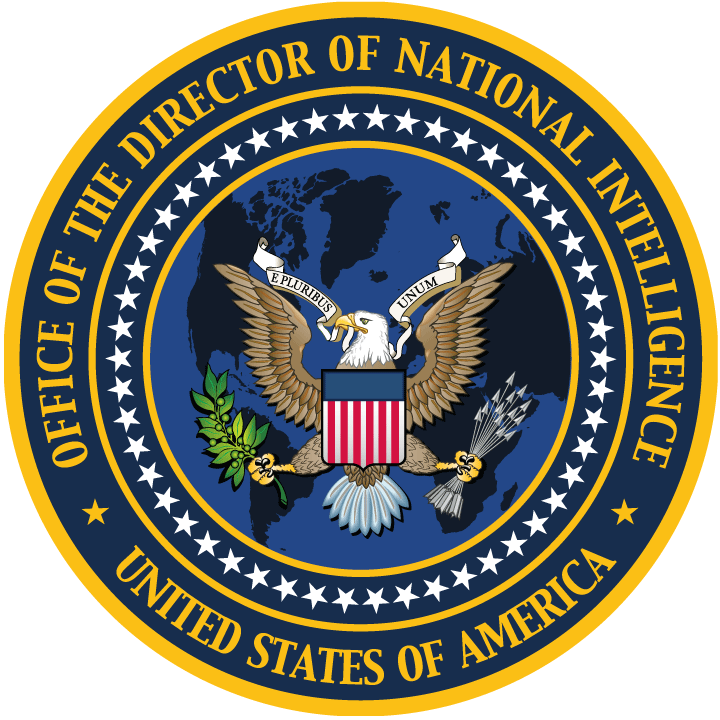 OFFICE OF THE DIRECTOR OF NATIONAL INTELLIGENCE
E PLURIBUS
UNUM
UNITED STATES OF AMERICA